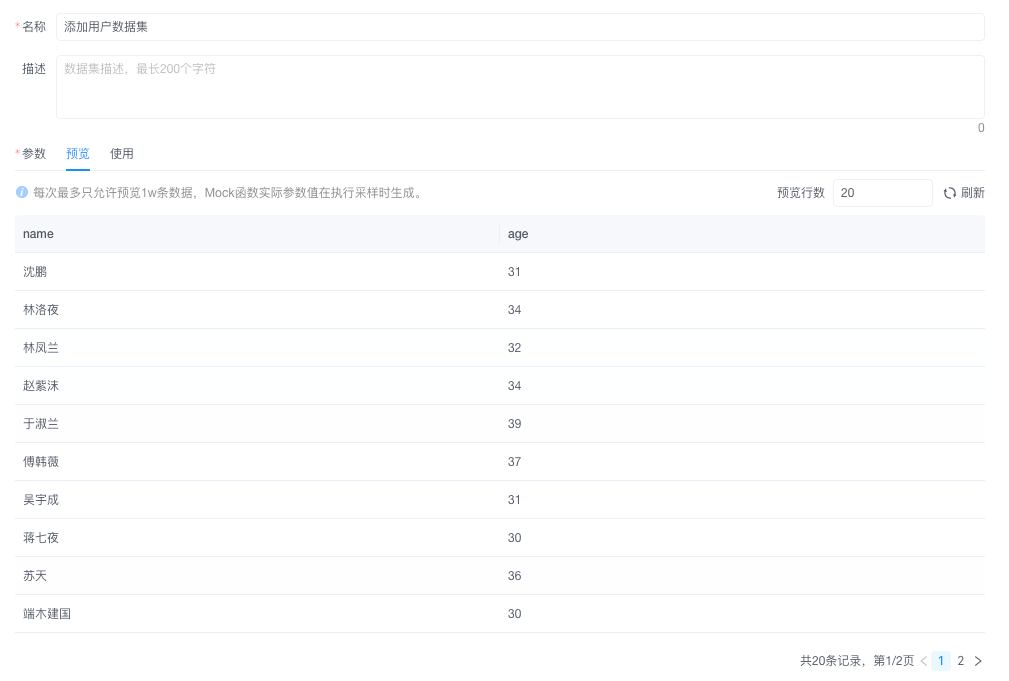 * 名称 添加用户数据集
描述 数据集描述，最长200个字符
0
* 参数 预览 使用
每次最多只允许预览1w条数据，Mock函数实际参数值在执行采样时生成。 预览行数 20 刷新
name age
沈鹏 31
林洛夜 34
林凤兰 32
赵紫沫 34
于淑兰 39
傅韩薇 37
吴宇成 31
蒋七夜 30
苏天 36
端木建国 30
共20条记录，第1/2页 < 1 2 >